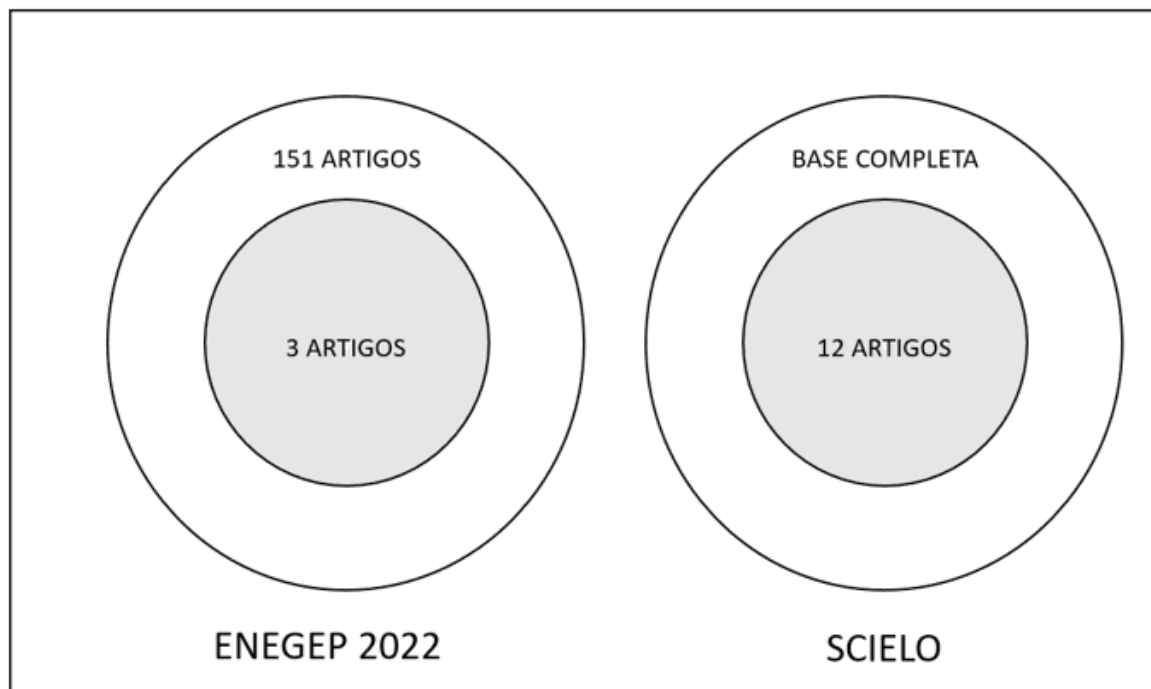 151 ARTIGOS
3 ARTIGOS
ENEGEP 2022
BASE COMPLETA
12 ARTIGOS
SCIELO